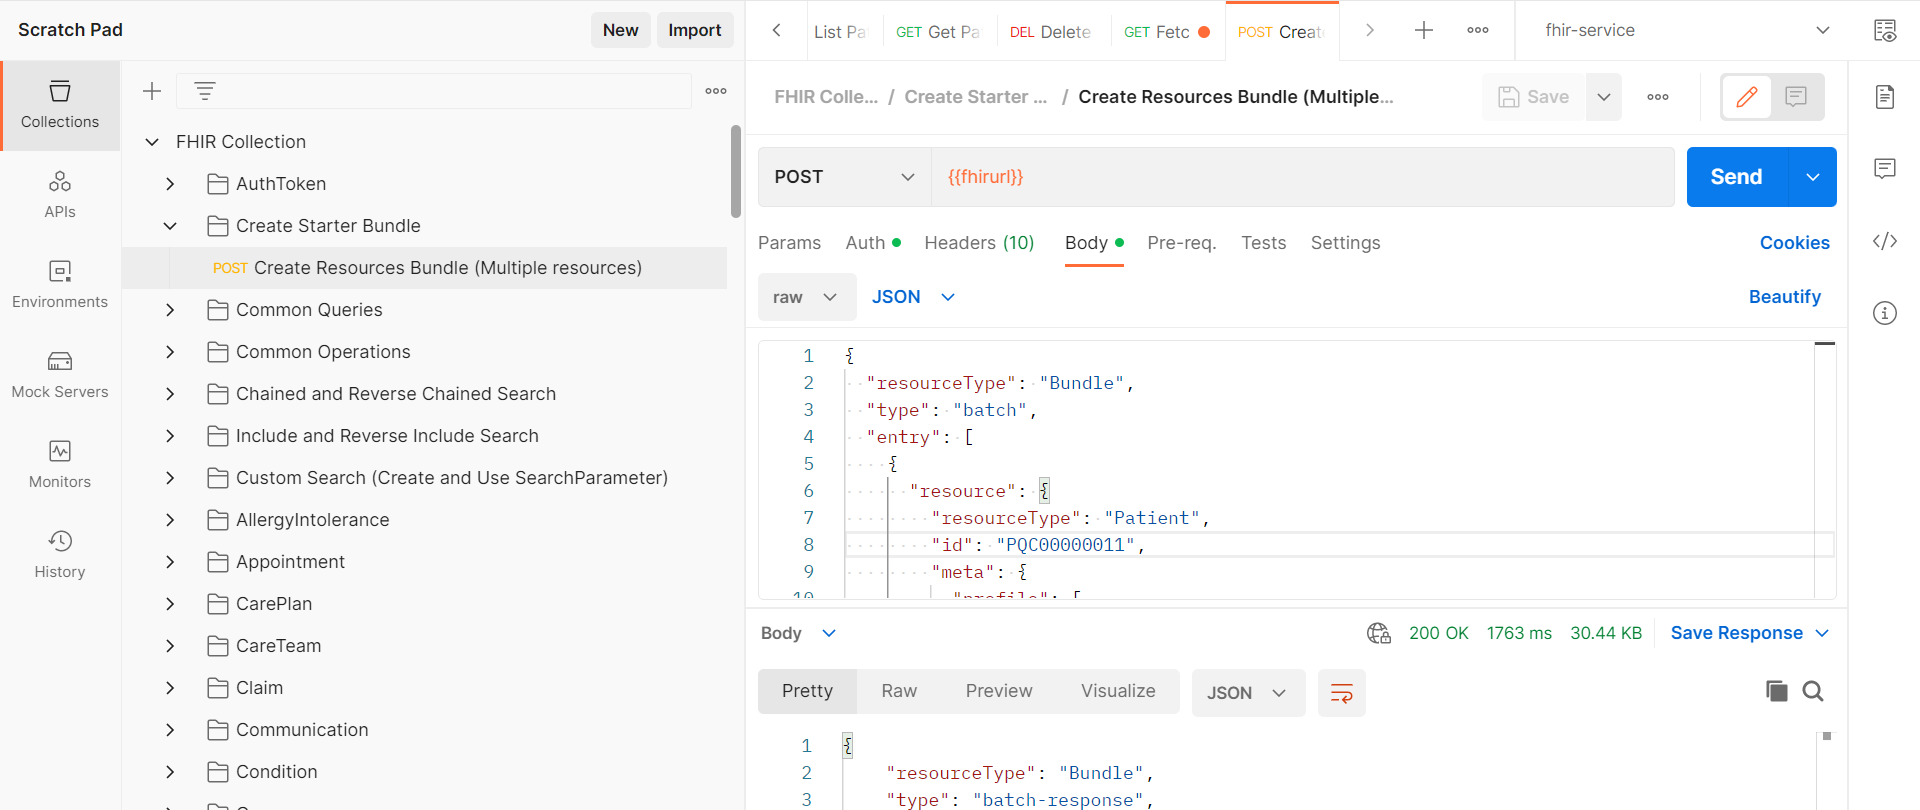 Scratch Pad
New
Import
List Pa
GET Get Pa
DEL Delete
GET Fetc
POST Creat
fhir-service
Collections
APIs
Environments
Mock Servers
Monitors
History
FHIR Collection
AuthToken
Create Starter Bundle
POST Create Resources Bundle (Multiple resources)
Common Queries
Common Operations
Chained and Reverse Chained Search
Include and Reverse Include Search
Custom Search (Create and Use SearchParameter)
AllergyIntolerance
Appointment
CarePlan
CareTeam
Claim
Communication
Condition
FHIR Colle... / Create Starter ... / Create Resources Bundle (Multiple...
Save
POST
{{fhirurl}}
Send
Params Auth Headers (10) Body Pre-req. Tests Settings
Cookies
raw
JSON
Beautify
1 {
2 "resourceType": "Bundle",
3 "type": "batch",
4 "entry": [
5 {
6 "resource": {
7 "resourceType": "Patient",
8 "id": "PQC00000011",
9 "meta": {
10 "profile": [
Body
200 OK 1763 ms 30.44 KB
Save Response
Pretty Raw Preview Visualize
JSON
1 {
2 "resourceType": "Bundle",
3 "type": "batch-response",